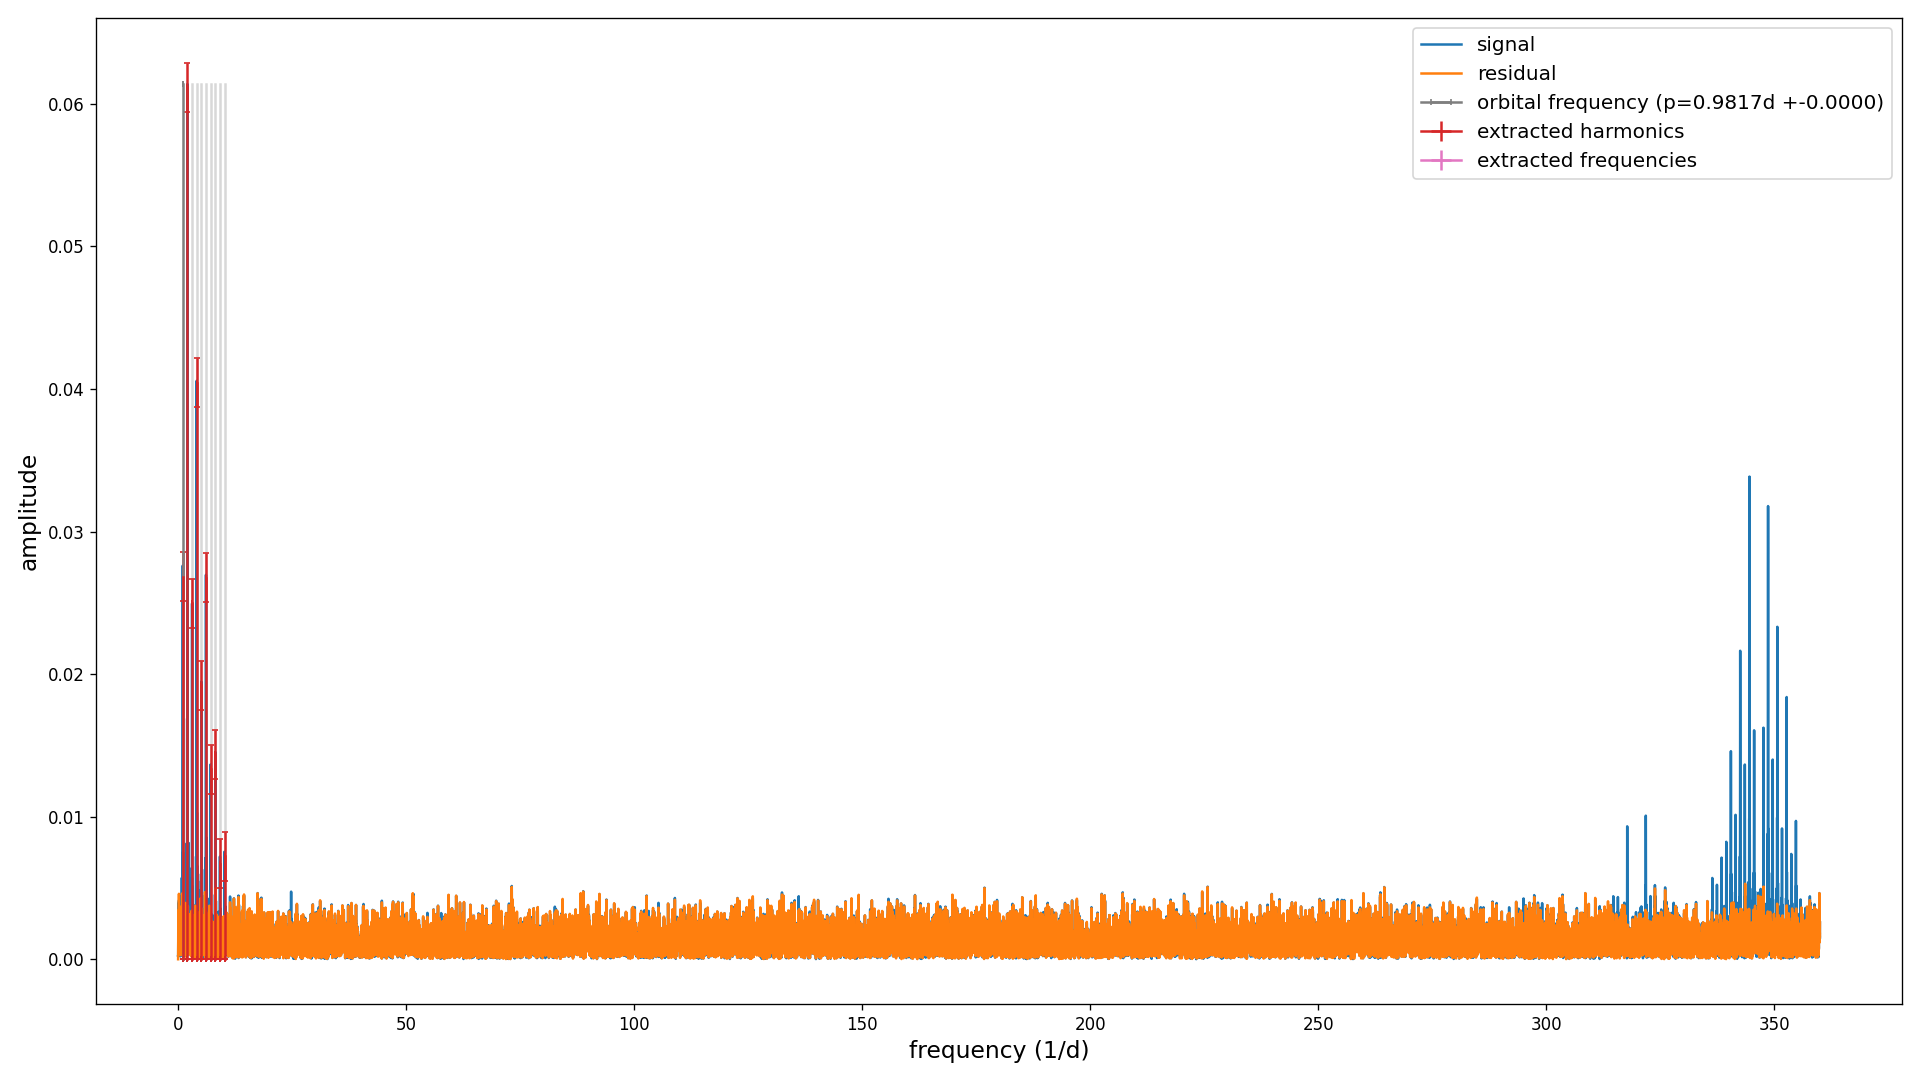 signal
residual
orbital frequency (p=0.9817d +-0.0000)
extracted harmonics
extracted frequencies
0.06
0.05
0.04
0.03
0.02
0.01
0.00
amplitude
0 50 100 150 200 250 300 350
frequency (1/d)